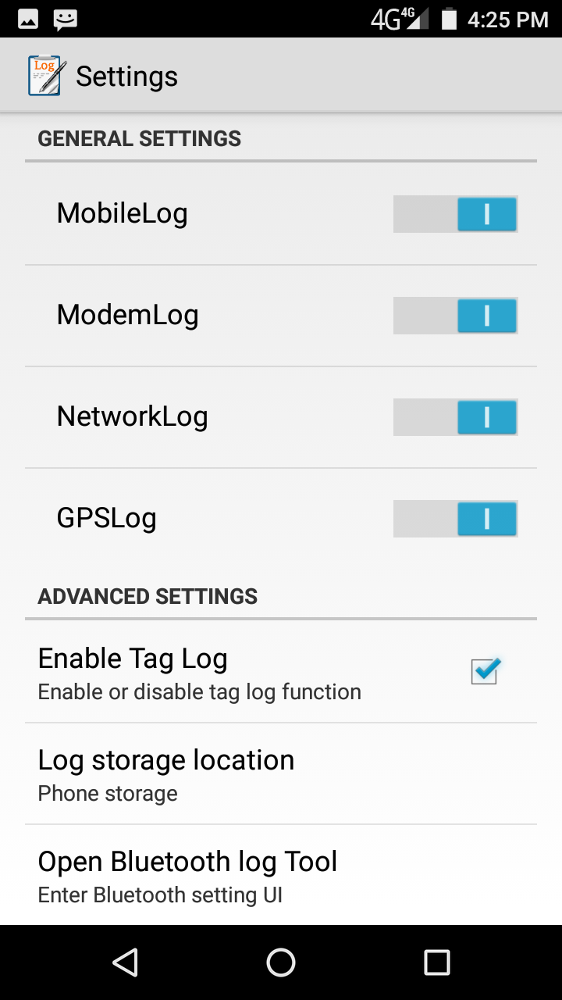 4G 4G 4:25 PM
Log Settings
GENERAL SETTINGS
MobileLog
ModemLog
NetworkLog
GPSLog
ADVANCED SETTINGS
Enable Tag Log
Enable or disable tag log function
Log storage location
Phone storage
Open Bluetooth log Tool
Enter Bluetooth setting UI